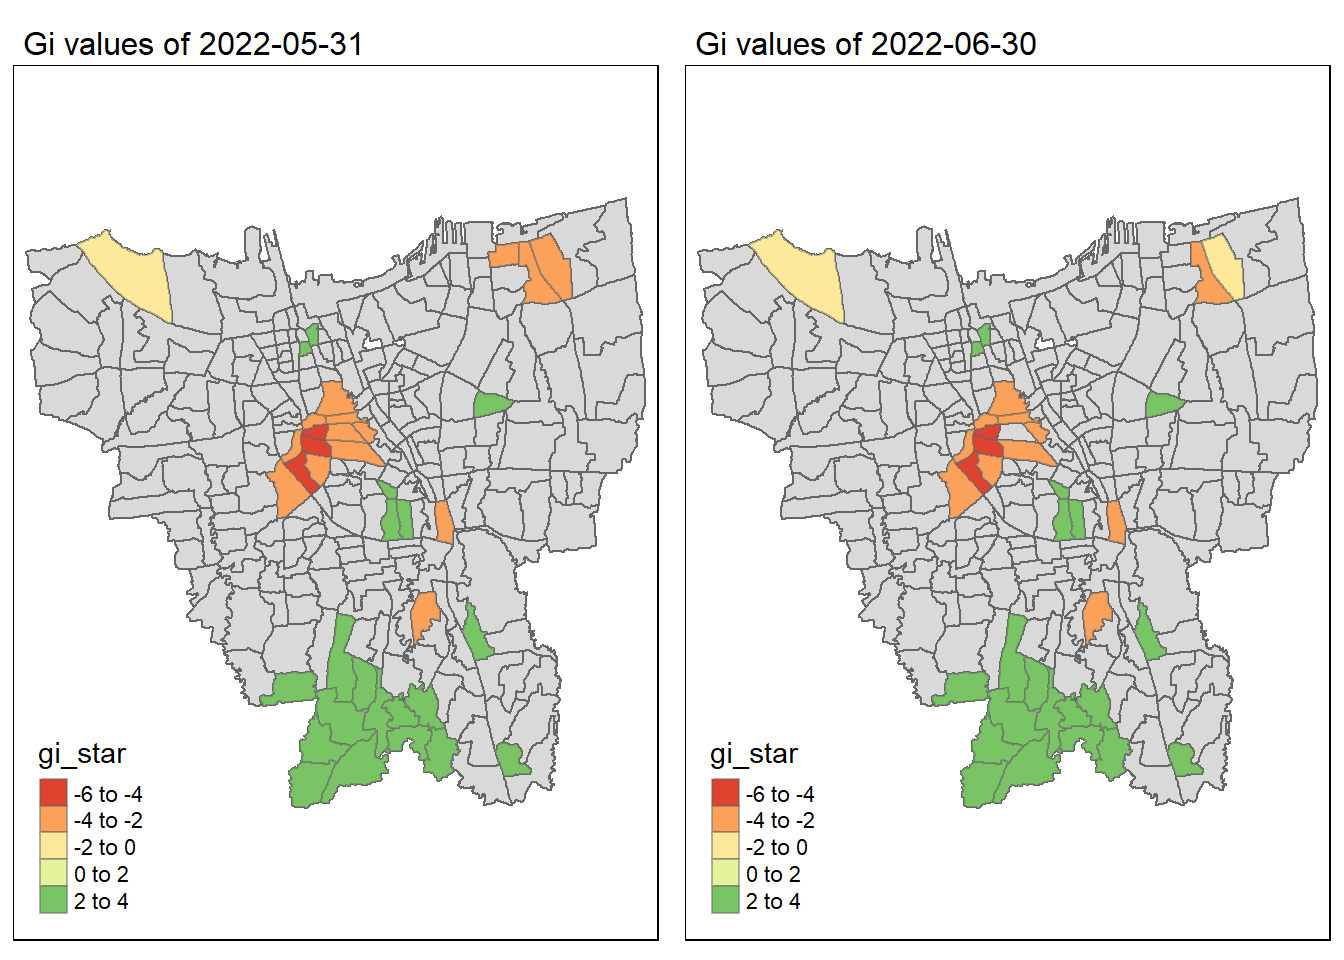 Gi values of 2022-05-31
gi_star
-6 to -4
-4 to -2
-2 to 0
0 to 2
2 to 4
Gi values of 2022-06-30
gi_star
-6 to -4
-4 to -2
-2 to 0
0 to 2
2 to 4